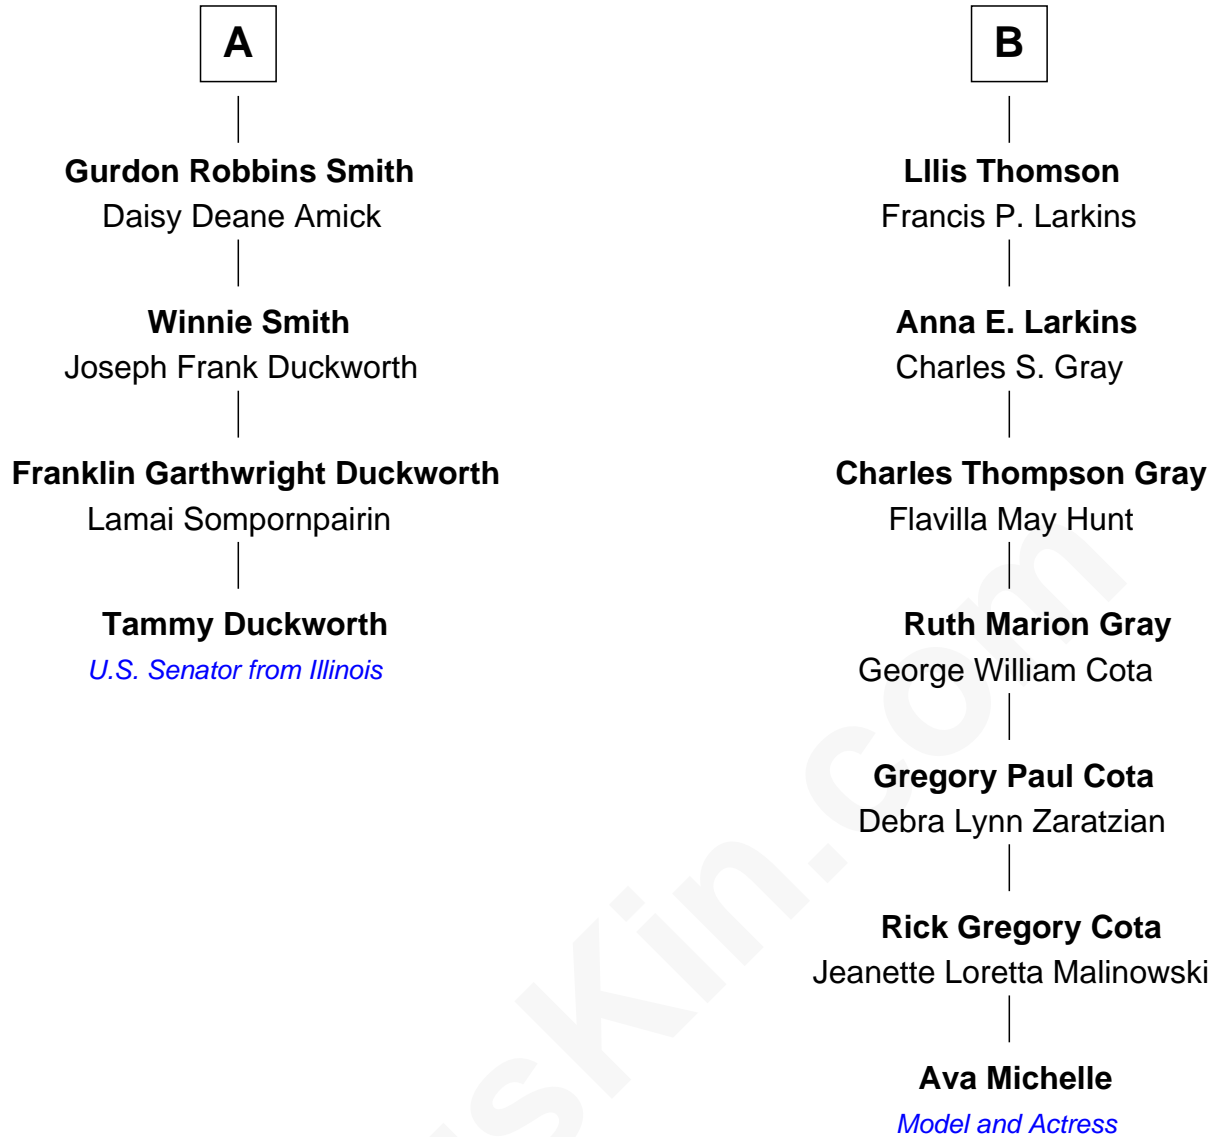 A
Gurdon Robbins Smith
Daisy Deane Amick
Winnie Smith
Joseph Frank Duckworth
Franklin Garthwright Duckworth
Lamai Sompornpairin
Tammy Duckworth
U.S. Senator from Illinois
B
LIlis Thomson
Francis P. Larkins
Anna E. Larkins
Charles S. Gray
Charles Thompson Gray
Flavilla May Hunt
Ruth Marion Gray
George William Cota
Gregory Paul Cota
Debra Lynn Zaratzian
Rick Gregory Cota
Jeanette Loretta Malinowski
Ava Michelle
Model and Actress
sKin.com